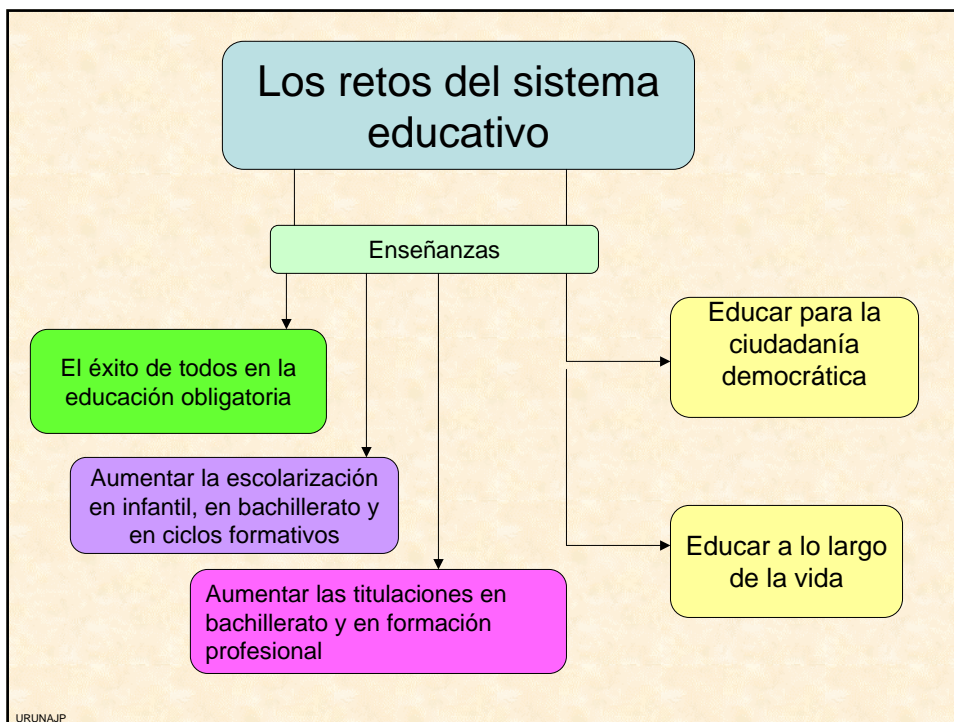 Los retos del sistema
educativo
Enseñanzas
El éxito de todos en la
educación obligatoria
Aumentar la escolarización
en infantil, en bachillerato y
en ciclos formativos
Aumentar las titulaciones en
bachillerato y en formación
profesional
Educar para la
ciudadanía
democrática
Educar a lo largo
de la vida
URUNAJP